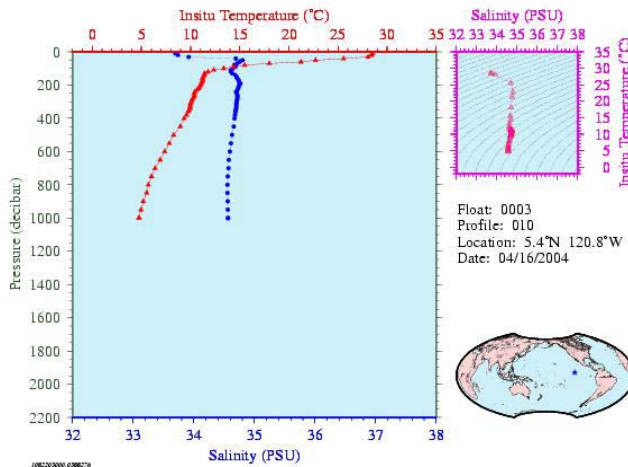 Insitu Temperature (°C)
0 5 10 15 20 25 30 35
Pressure (decibar)
0
200
400
600
800
1000
1200
1400
1600
1800
2000
2200
32 33 34 35 36 37 38
Salinity (PSU)
Salinity (PSU)
32 33 34 35 36 37 38
35
30
25
20
15
10
5
0
Insitu Temperature (°C)
Float: 0003
Profile: 010
Location: 5.4°N 120.8°W
Date: 04/16/2004